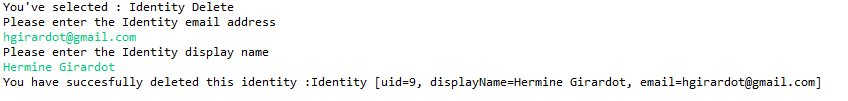 You've selected : Identity Delete
Please enter the Identity email address
hgirardot@gmail.com
Please enter the Identity display name
Hermine Girardot
You have succesfully deleted this identity :Identity [uid=9, displayName=Hermine Girardot, email=hgirardot@gmail.com]